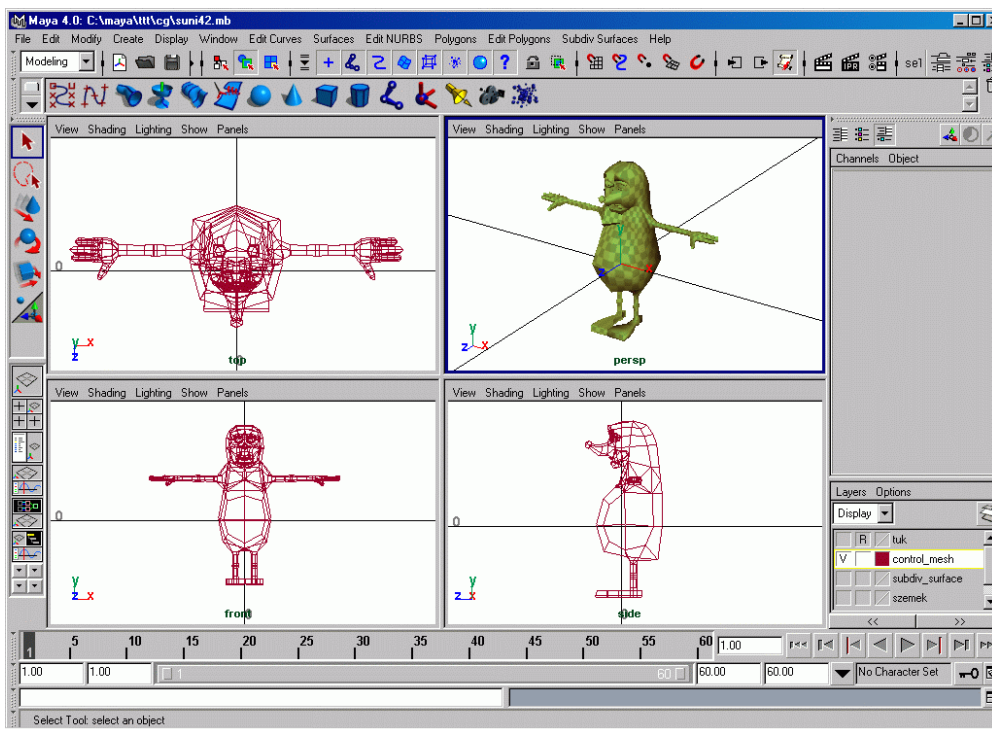 Maya 4.0: C:\maya\ttt\cg\suni42.mb
File Edit Modify Create Display Window Edit Curves Surfaces Edit NURBS Polygons Edit Polygons Subdiv Surfaces Help
Modeling sel
View Shading Lighting Show Panels
0
y x
z
top
View Shading Lighting Show Panels
y
x
z
y
z x
persp
View Shading Lighting Show Panels
0
y
z x
front
View Shading Lighting Show Panels
0
y
z x
side
Channels Object
Layers Options
Display
R tuk
V control_mesh
subdiv_surface
szemek
<< >>
1 5 10 15 20 25 30 35 40 45 50 55 60 1.00
1.00 1.00 1 60 60.00 60.00 No Character Set
Select Tool: select an object